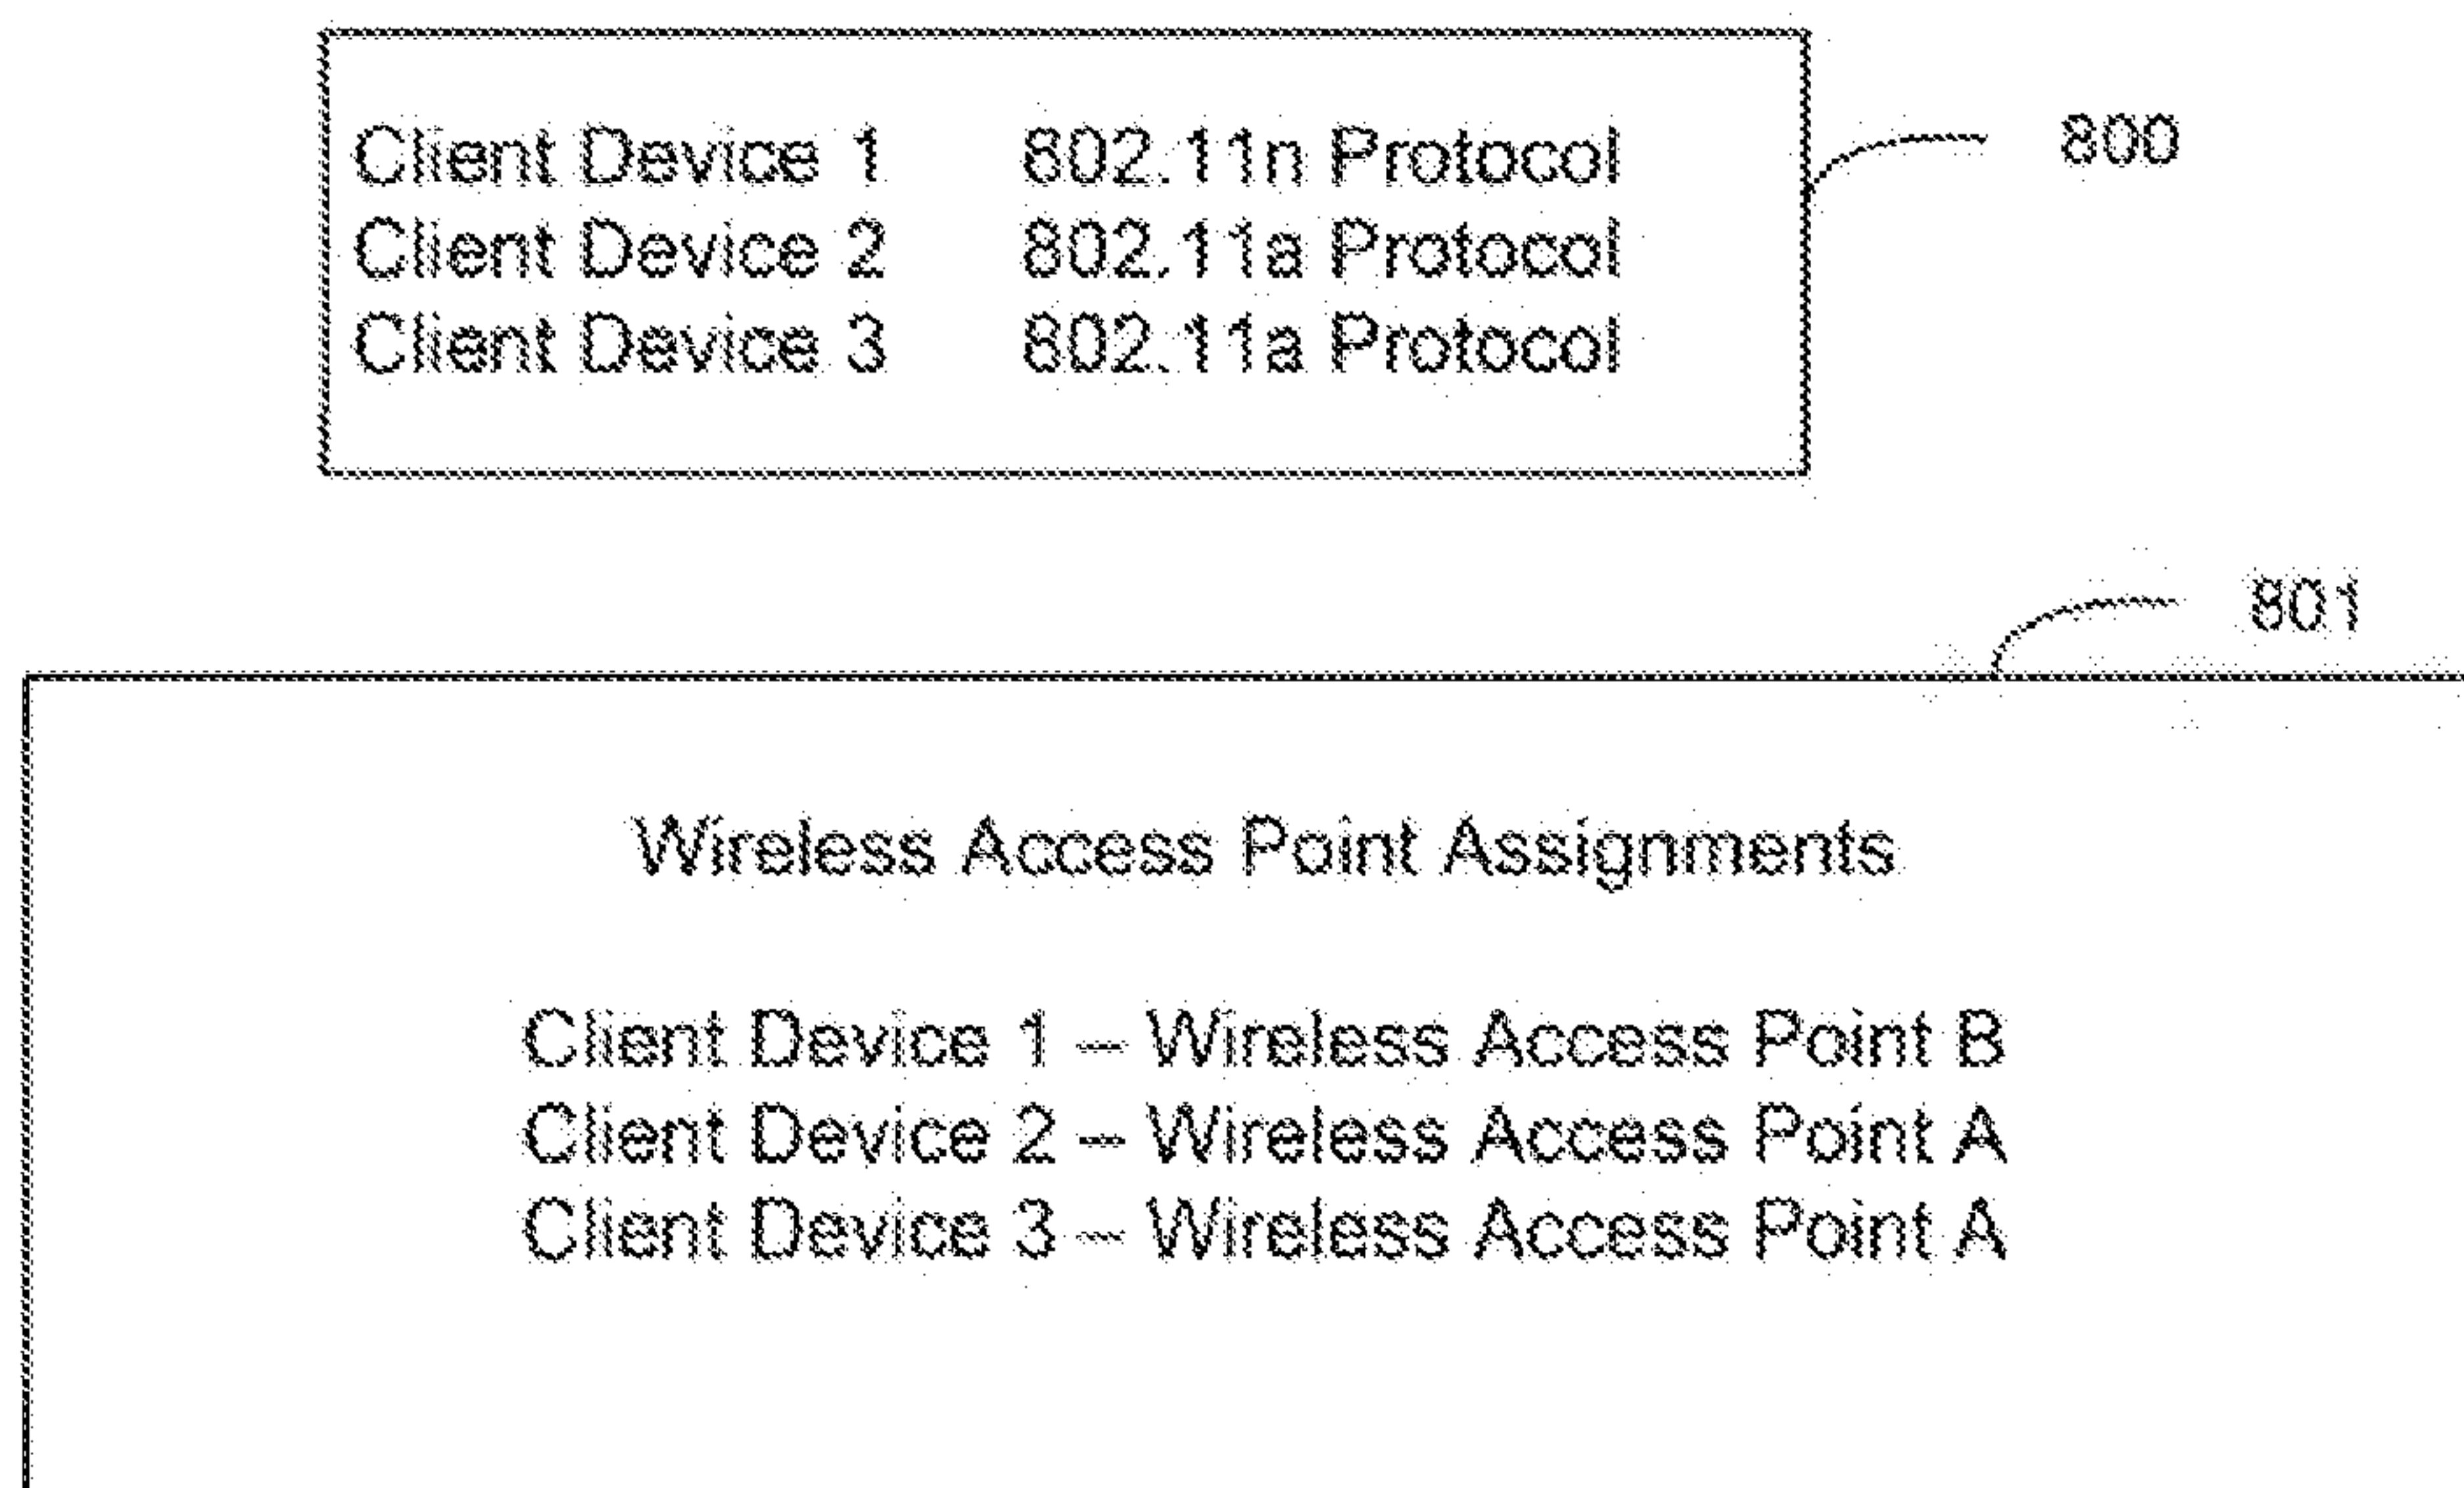 Client Device 1 802.11n Protocol 800
Client Device 2 802.11a Protocol
Client Device 3 802.11a Protocol
801
Wireless Access Point Assignments
Client Device 1 – Wireless Access Point B
Client Device 2 – Wireless Access Point A
Client Device 3 – Wireless Access Point A